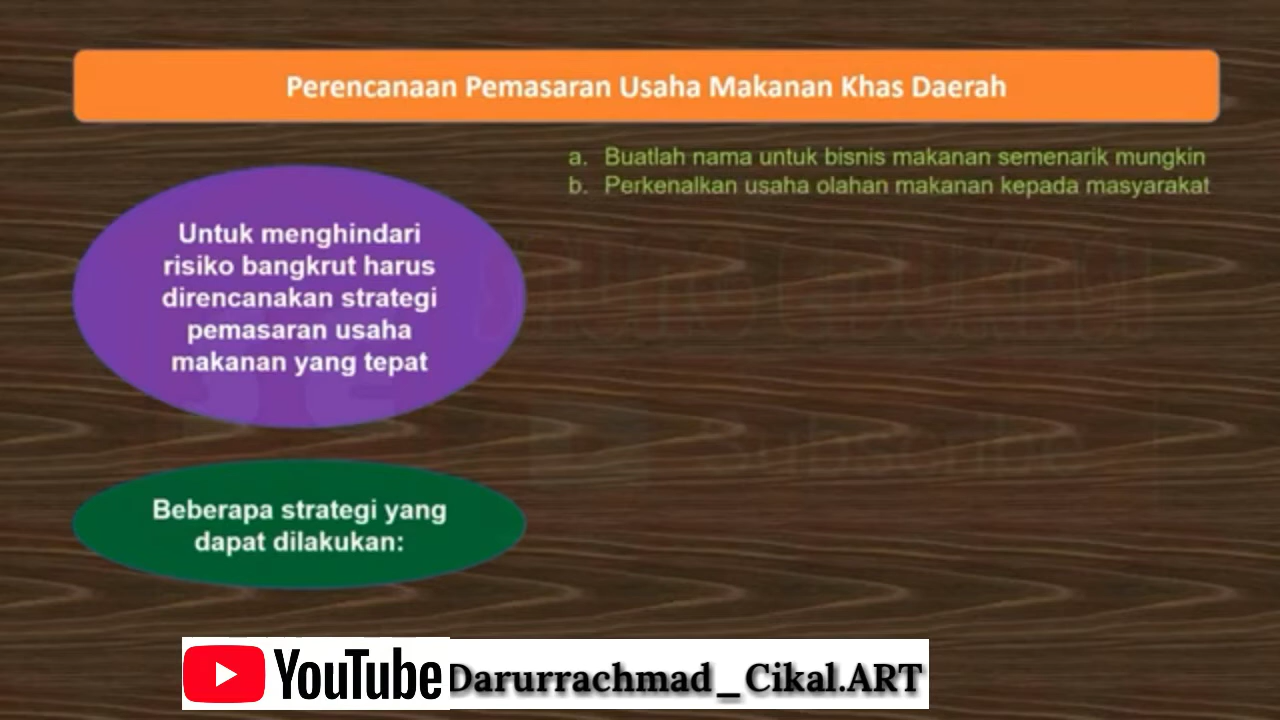 Perencanaan Pemasaran Usaha Makanan Khas Daerah
a. Buatlah nama untuk bisnis makanan semenarik mungkin
b. Perkenalkan usaha olahan makanan kepada masyarakat
Untuk menghindari
risiko bangkrut harus
direncanakan strategi
pemasaran usaha
makanan yang tepat
Subscribe
Beberapa strategi yang
dapat dilakukan:
YouTube Darurrachmad_Cikal.ART